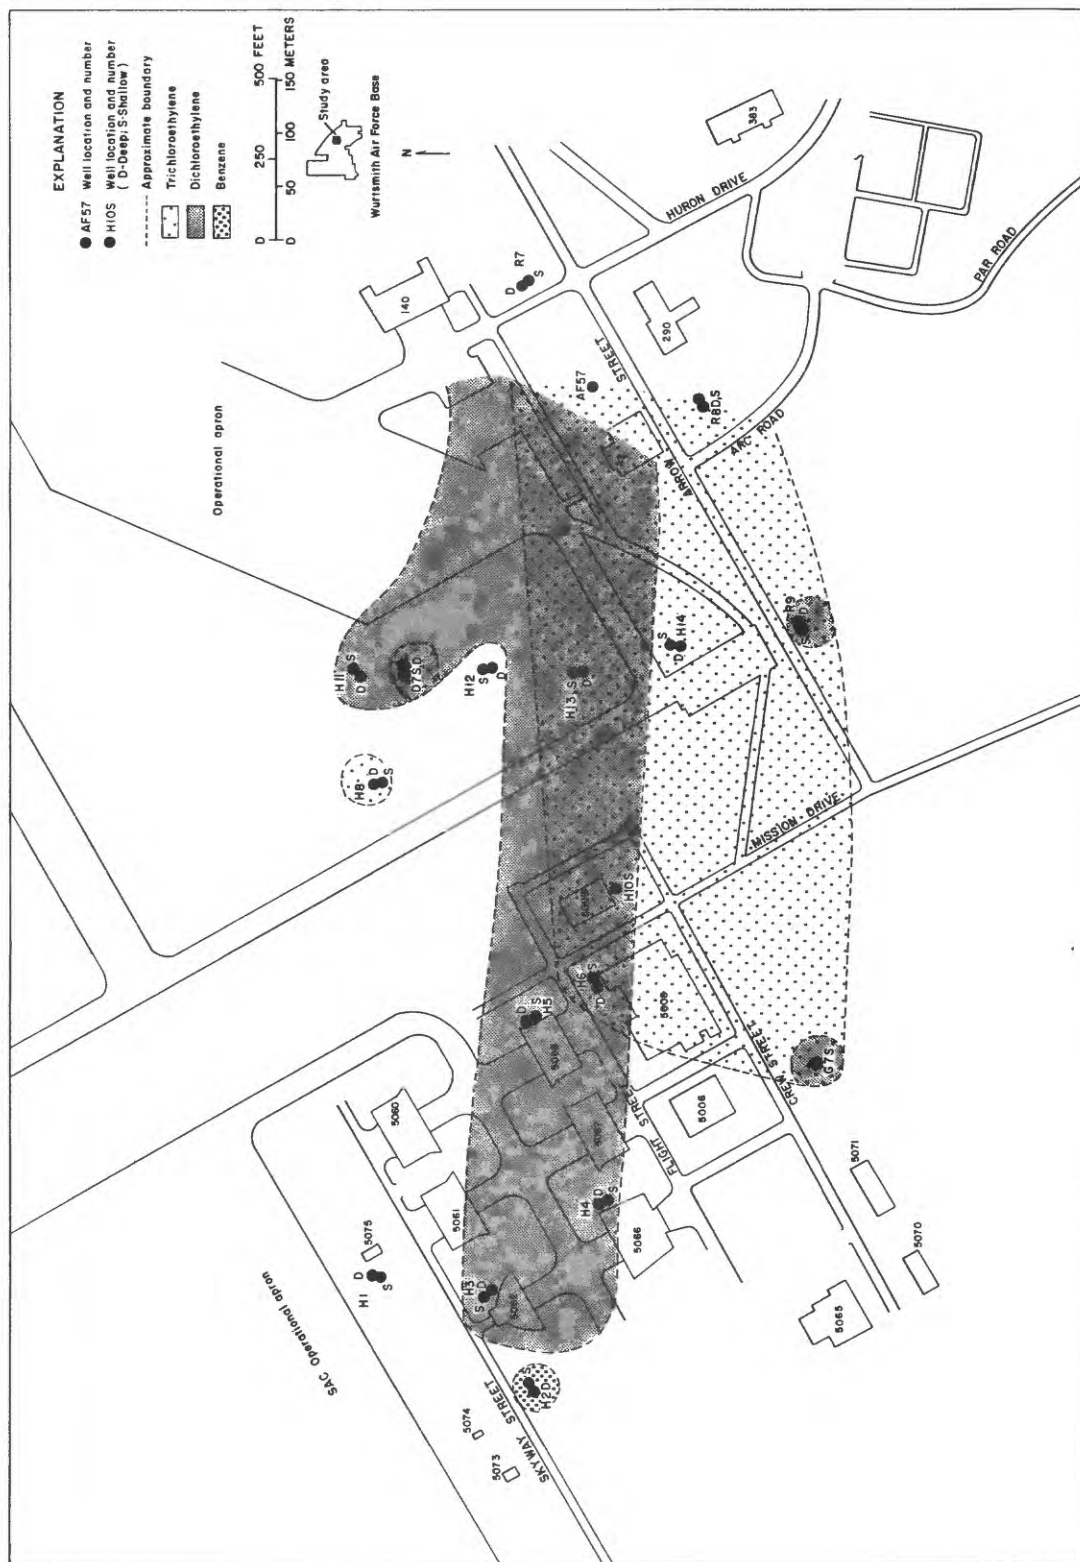 EXPLANATION
AF57 Well location and number
H10S Well location and number
(D-Deep; S-Shallow)
Approximate boundary
Trichloroethylene
Dichloroethylene
Benzene
0 250 500 FEET
0 50 100 150 METERS
Study area
Wurtsmith Air Force Base
N
383
HURON DRIVE
PAR ROAD
140
D
R7
S
290
Operational apron
AF57
STREET
ARROW
R8D,S
ARC ROAD
H11
S
D
D7S,D
H12
S
D
H13
S
D
S
D
H14
R9
D
H8
D
S
MISSION DRIVE
H10S
H6
S
D
D
S
H5
5008
G7S
CREW STREET
FLIGHT STREET
5006
5060
5061
5067
H4
D
S
5066
5071
5070
5065
5075
H1
D
S
SAC Operational apron
H3
D
S
H2D
S
SKYWAY STREET
5074
5073